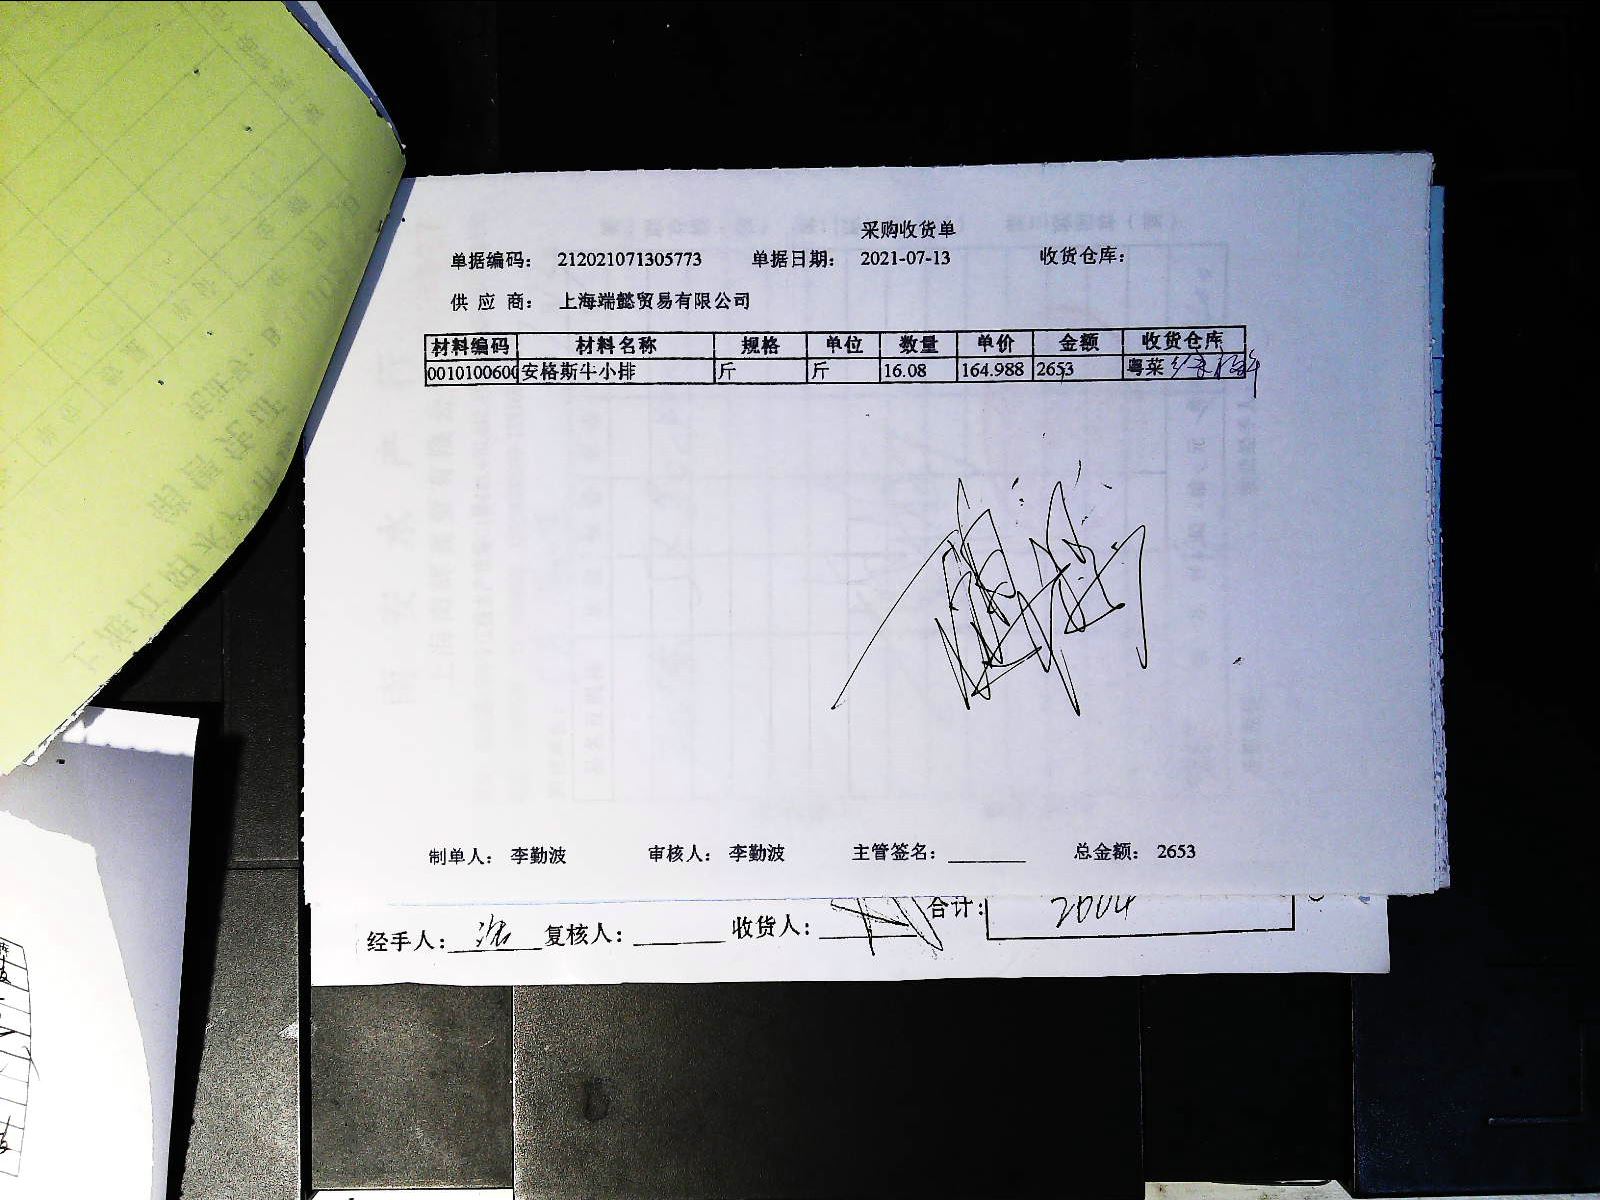 采购收货单
单据编码： 212021071305773 单据日期： 2021-07-13 收货仓库：
供 应 商： 上海端懿贸易有限公司
材料编码 材料名称 规格 单位 数量 单价 金额 收货仓库
0010100600 安格斯牛小排 斤 斤 16.08 164.988 2653 粤菜
制单人： 李勤波 审核人： 李勤波 主管签名： 总金额： 2653
经手人： 复核人： 收货人： 合计： 2604